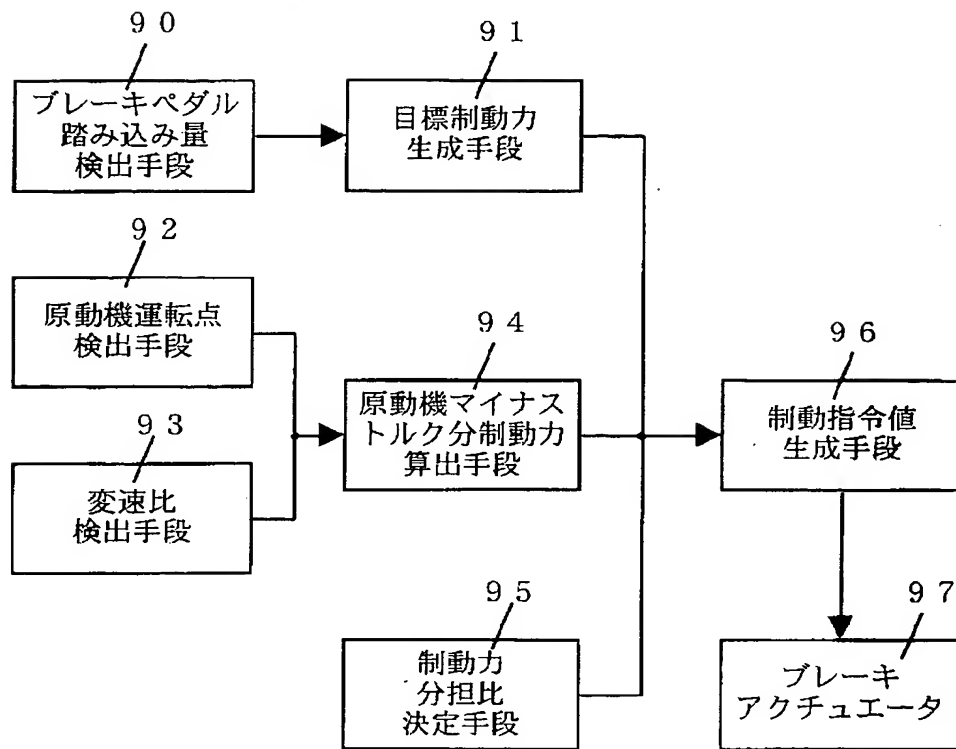 ９０
ブレーキペダル
踏み込み量
検出手段
９１
目標制動力
生成手段
９２
原動機運転点
検出手段
９３
変速比
検出手段
９４
原動機マイナス
トルク分制動力
算出手段
９５
制動力
分担比
決定手段
９６
制動指令値
生成手段
９７
ブレーキ
アクチュエータ